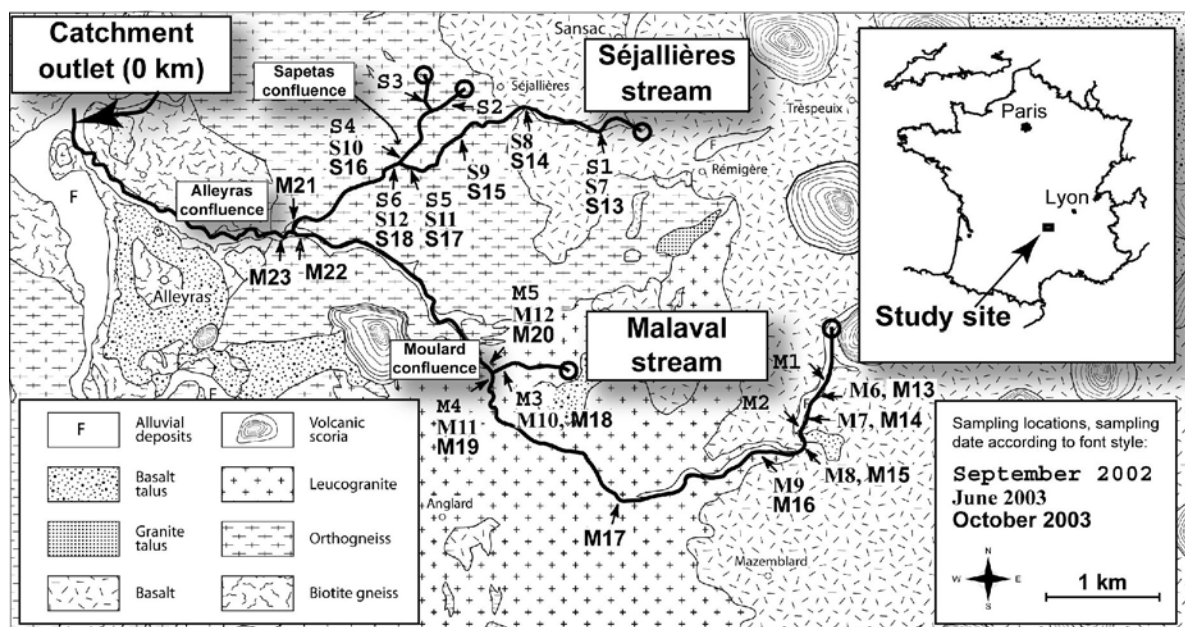 Catchment
outlet (0 km)
Sapetas
confluence
S3
S2
Sansac
Séjallières
Séjallières
stream
Trespeuix
Paris
Lyon
Study site
S4
S10
S16
S9
S15
S8
S14
S1
S7
S13
F
Rémigère
F
Alleyras
confluence
M21
S6
S12
S18
S5
S11
S17
M23
M22
Alleyras
M5
M12
M20
Malaval
stream
Moulard
confluence
M4
M11
M19
M3
M10, M18
M1
M2
F
M6, M13
M7, M14
M8, M15
M9
M16
M17
Anglard
Mazemblard
F
Alluvial
deposits
Volcanic
scoria
Basalt
talus
Leucogranite
Granite
talus
Orthogneiss
Basalt
Biotite gneiss
Sampling locations, sampling
date according to font style:
September 2002
June 2003
October 2003
N
W
E
S
1 km